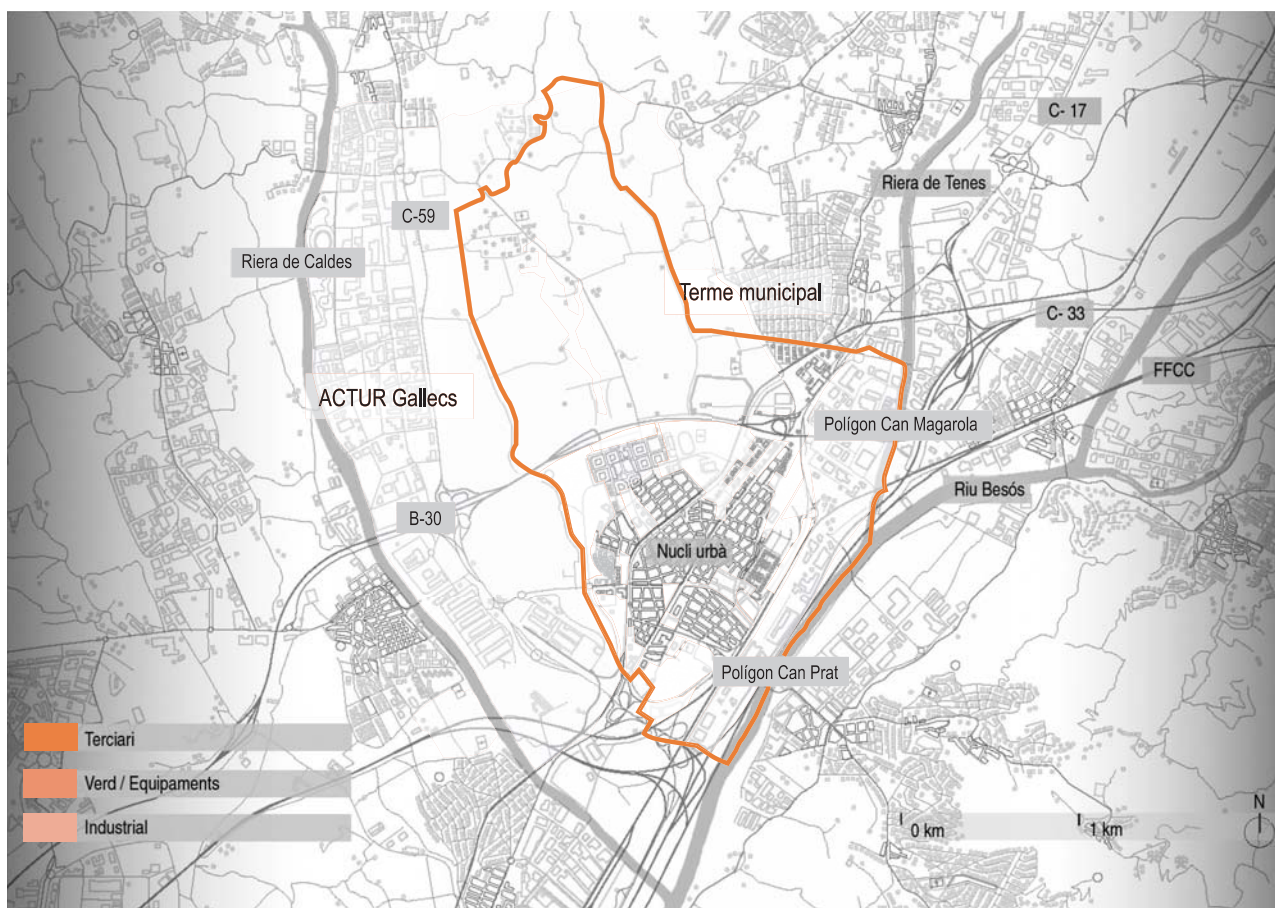 C- 17
Riera de Tenes
C-59
Riera de Caldes
Terme municipal
C- 33
FFCC
ACTUR Gallecs
Polígon Can Magarola
Riu Besós
B-30
Nucli urbà
Polígon Can Prat
Terciari
Verd / Equipaments
Industrial
0 km
1 km
N